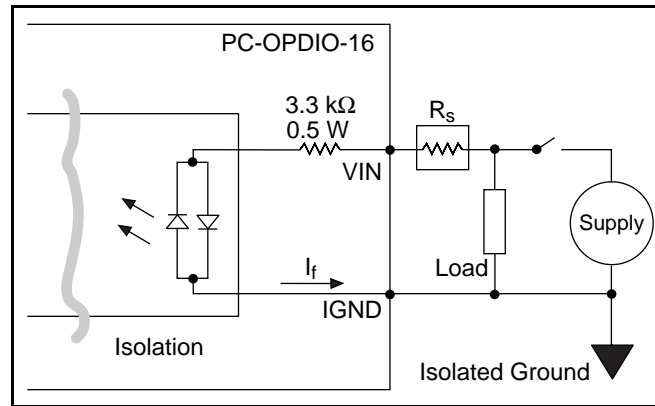 PC-OPDIO-16
3.3 kΩ
0.5 W
Rs
VIN
Supply
Load
If
IGND
Isolation
Isolated Ground